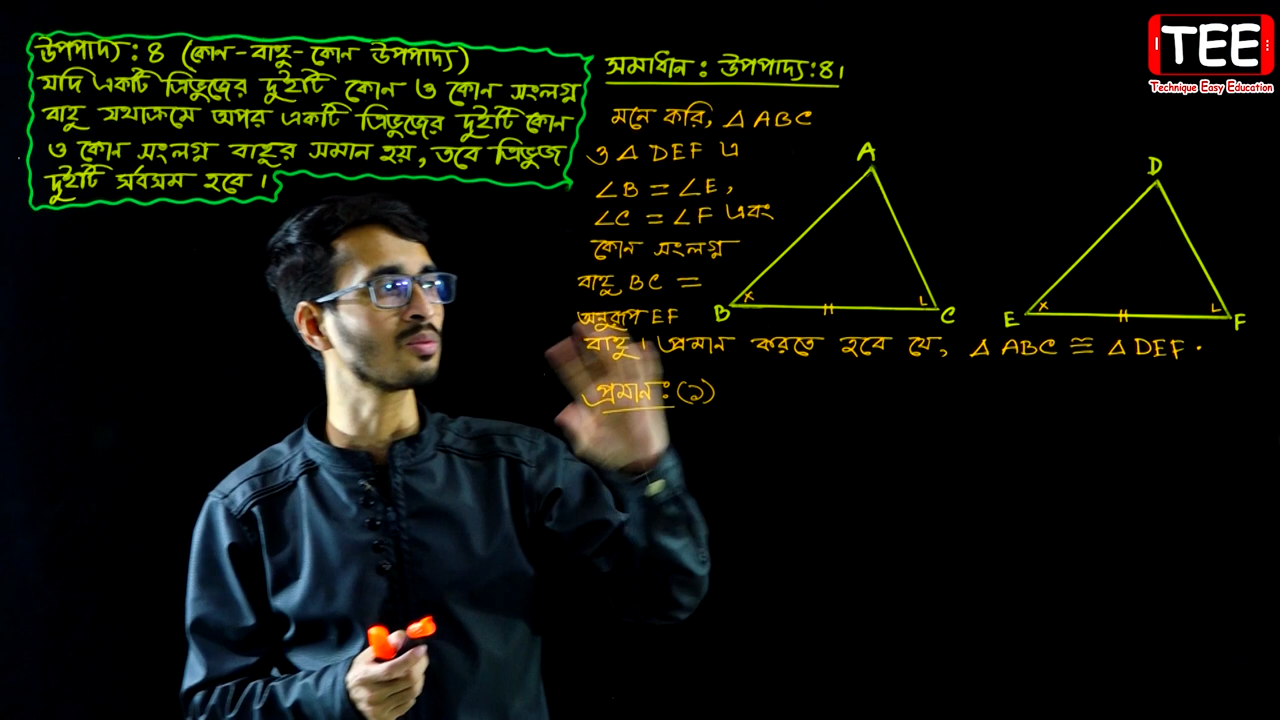 উপপাদ্য: ৪ (কোন-বাহু-কোন উপপাদ্য)
যদি একটি ত্রিভুজের দুইটি কোন ও কোন সংলগ্ন
বাহু যথাক্রমে অপর একটি ত্রিভুজের দুইটি কোন
ও কোন সংলগ্ন বাহুর সমান হয়, তবে ত্রিভুজ
দুইটি সর্বসম হবে।
সমাধান: উপপাদ্য:৪।
মনে করি, △ ABC
ও △ DEF এ
∠B = ∠E,
∠C = ∠F এবং
কোন সংলগ্ন
বাহু BC =
অনুরূপ EF
বাহু। প্রমান করতে হবে যে, △ ABC ≅ △ DEF.
প্রমান: (১)
A
B
C
D
E
F
TEE
Technique Easy Education